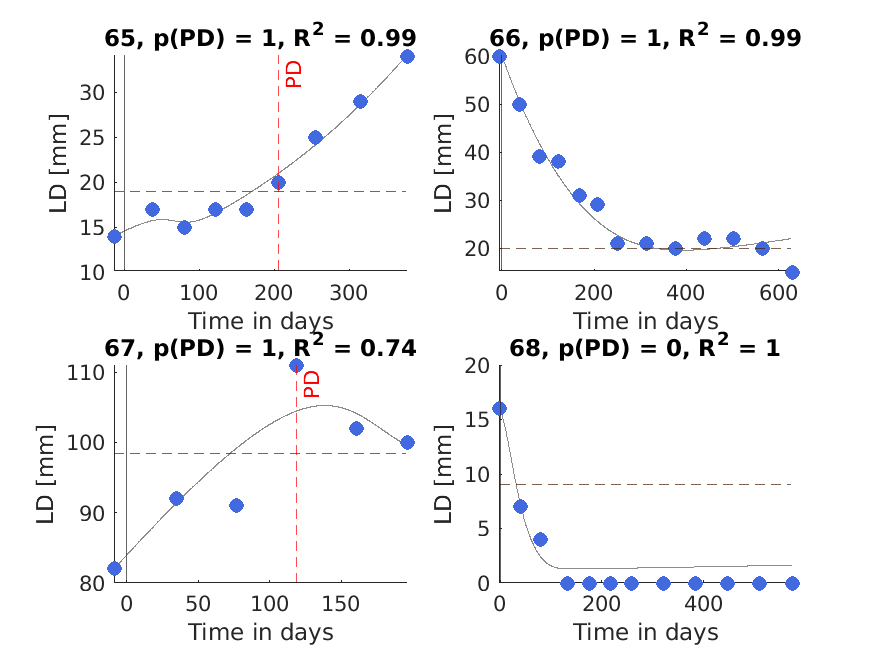 65, p(PD) = 1, R² = 0.99
LD [mm]
30
25
20
15
10
PD
0 100 200 300
Time in days
66, p(PD) = 1, R² = 0.99
LD [mm]
60
50
40
30
20
0 200 400 600
Time in days
67, p(PD) = 1, R² = 0.74
LD [mm]
110
100
90
80
PD
0 50 100 150
Time in days
68, p(PD) = 0, R² = 1
LD [mm]
20
15
10
5
0
0 200 400
Time in days